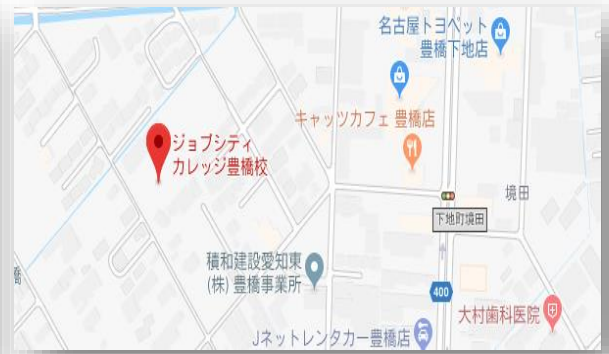 名古屋トヨペット
豊橋下地店
キャッツカフェ 豊橋店
ジョブシティ
カレッジ豊橋校
境田
下地町境田
積和建設愛知東
(株) 豊橋事業所
400
大村歯科医院
Jネットレンタカー豊橋店
橋